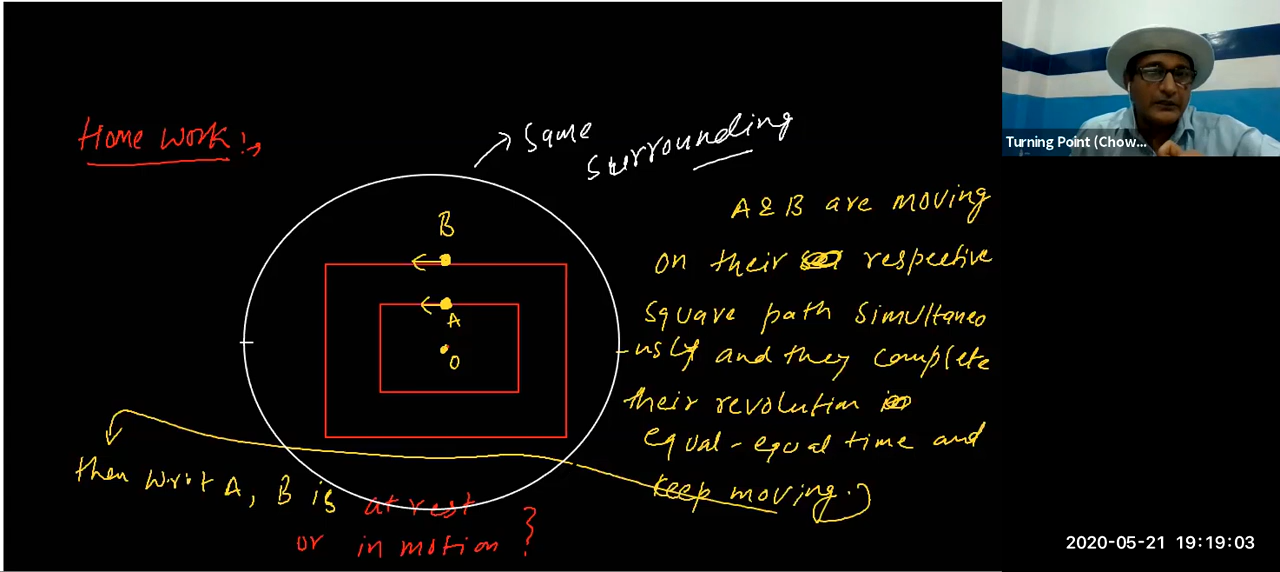 Home work :→
Same
Surrounding
B
A
O
A & B are moving
on their respective
square path simultaneo
usly and they complete
their revolution in
equal-equal time and
keep moving.
then w.r.t A, B is at rest
or in motion ?
Turning Point (Chow...
2020-05-21 19:19:03